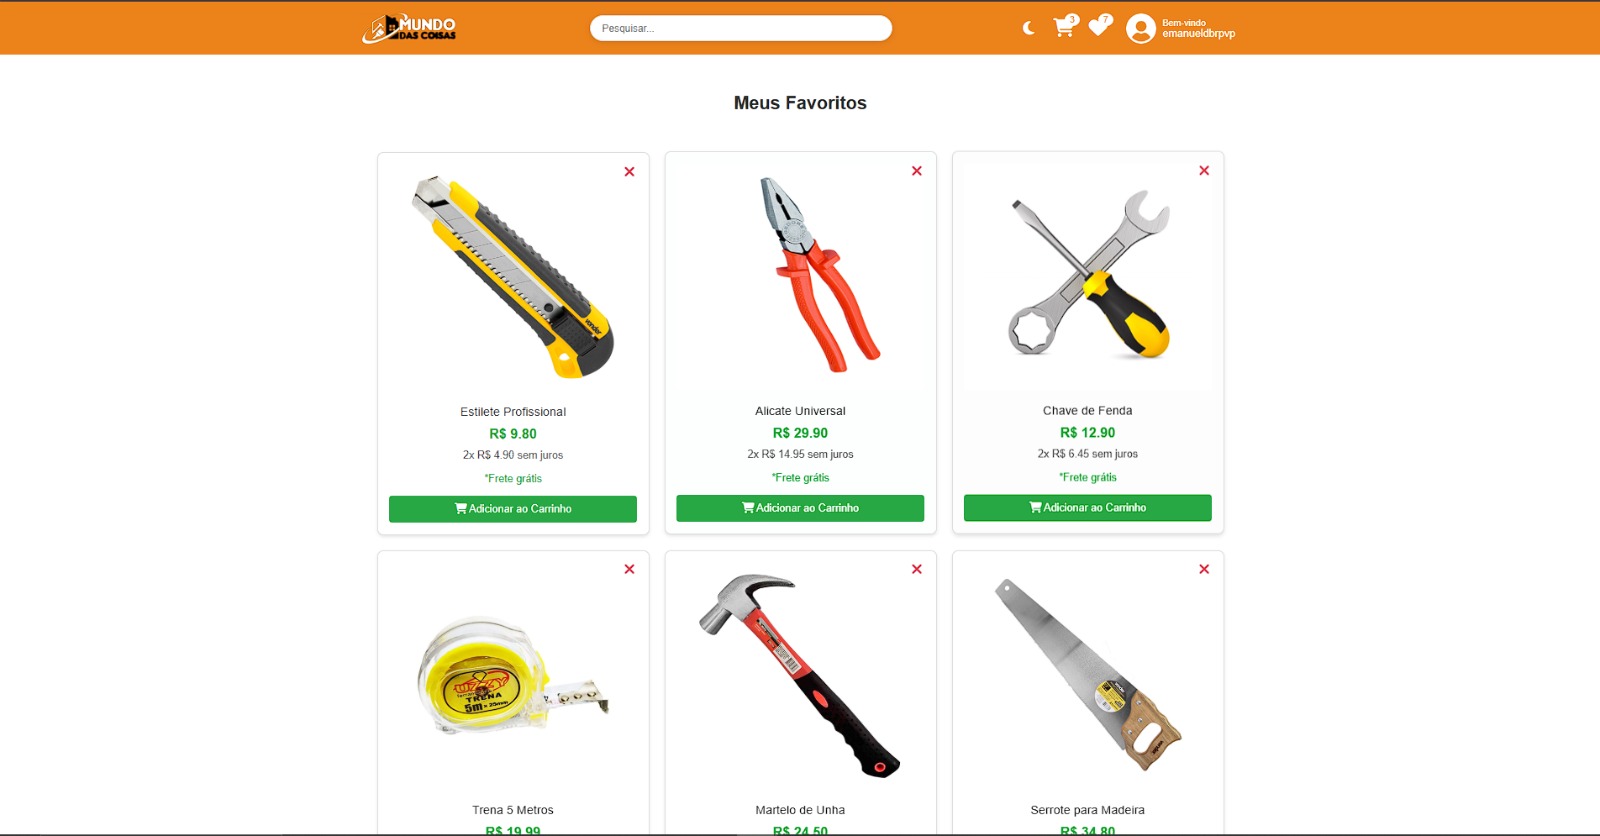 MUNDO
DAS COISAS
Pesquisar...
3
7
Bem-vindo
emanueldbrpvp
Meus Favoritos
Estilete Profissional
R$ 9.80
2x R$ 4.90 sem juros
*Frete grátis
Adicionar ao Carrinho
Alicate Universal
R$ 29.90
2x R$ 14.95 sem juros
*Frete grátis
Adicionar ao Carrinho
Chave de Fenda
R$ 12.90
2x R$ 6.45 sem juros
*Frete grátis
Adicionar ao Carrinho
UZZY
TRENA
5m
Trena 5 Metros
R$ 19.99
Martelo de Unha
R$ 24.50
Serrote para Madeira
R$ 34.80